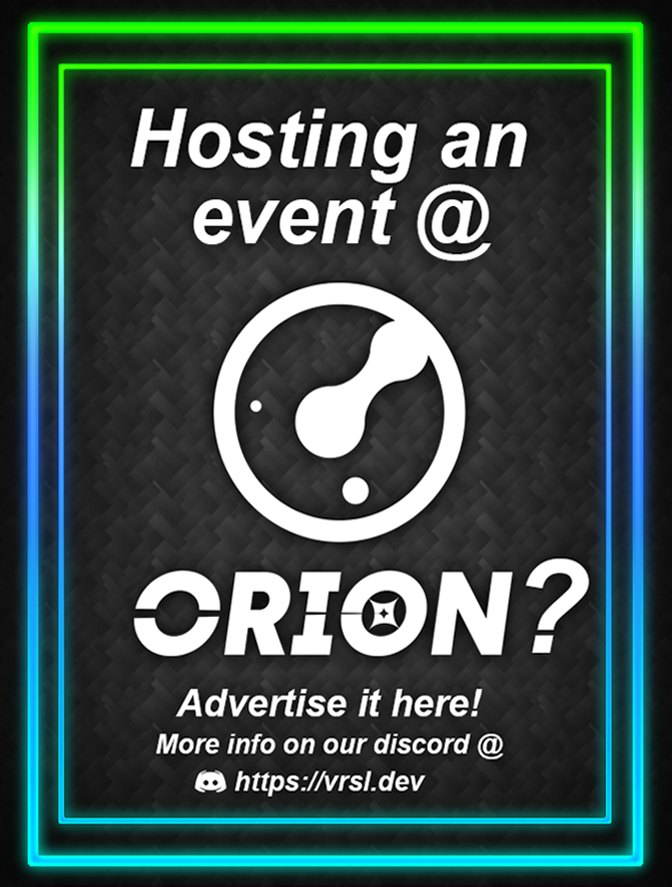 Hosting an
event @
ORION?
Advertise it here!
More info on our discord @
https://vrsl.dev